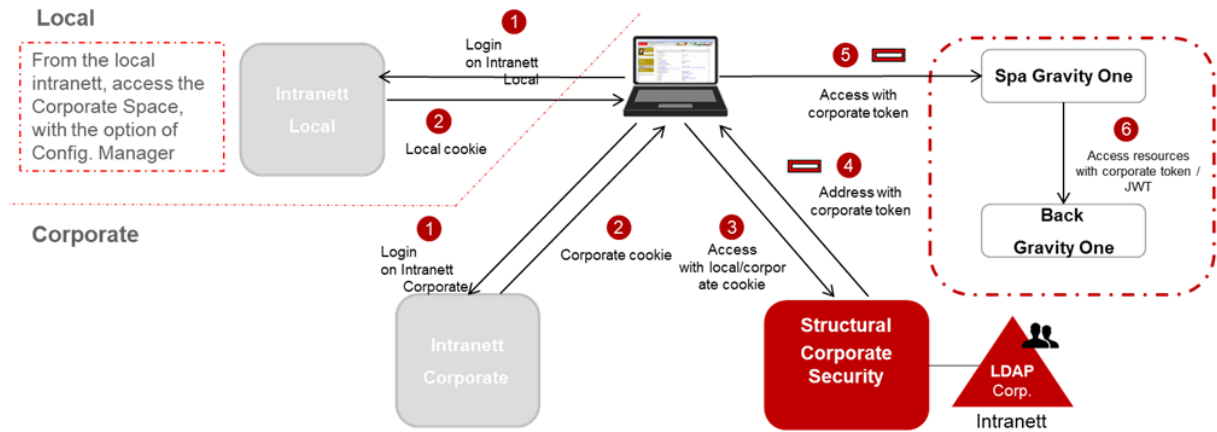 Local
From the local
intranett, access the
Corporate Space,
with the option of
Config. Manager
Intranett
Local
1
Login
on Intranett
Local
2
Local cookie
5
Access with
corporate token
Spa Gravity One
6
Access resources
with corporate token /
JWT
Back
Gravity One
4
Address with
corporate token
Corporate
1
Login
on Intranett
Corporate
2
Corporate cookie
3
Access
with local/corpor
ate cookie
Intranett
Corporate
Structural
Corporate
Security
LDAP
Corp.
Intranett